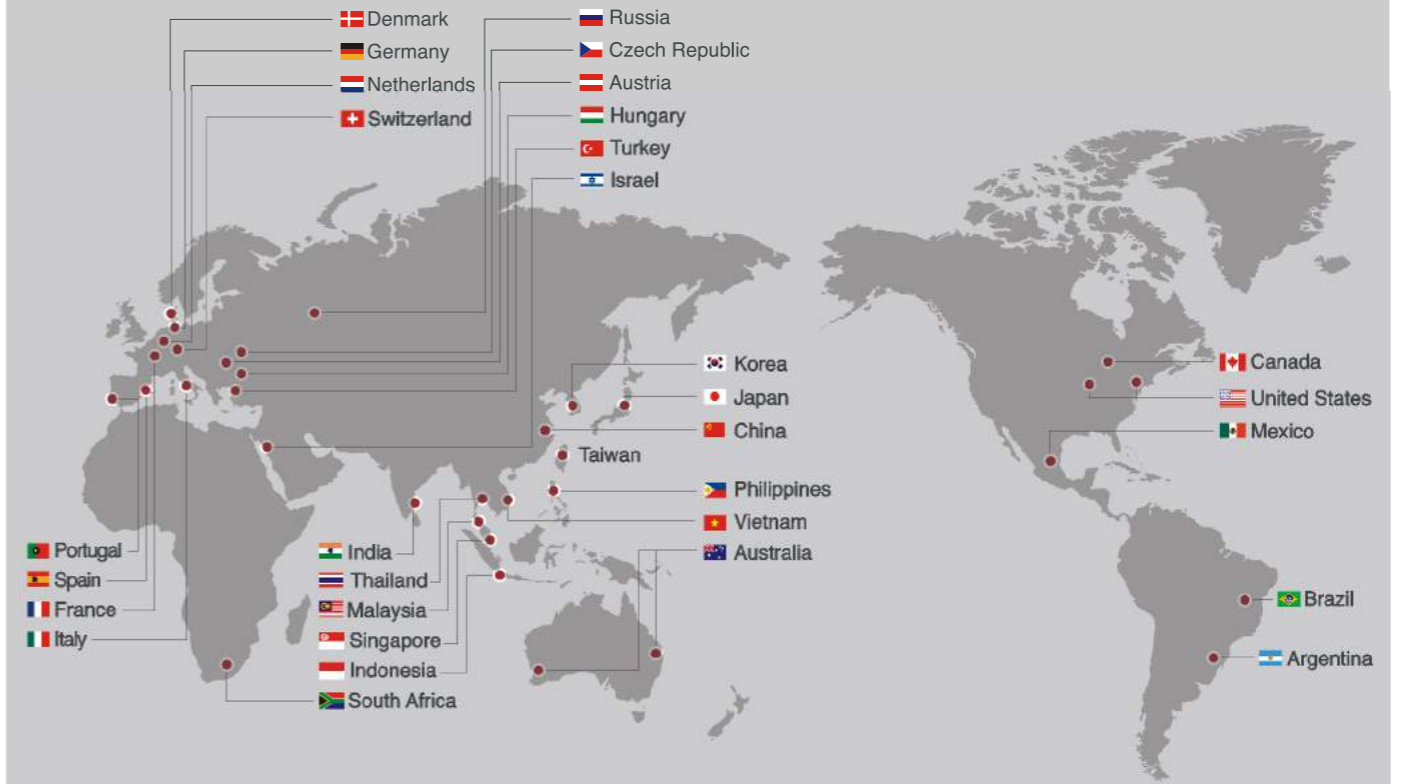 Denmark
Germany
Netherlands
Switzerland
Russia
Czech Republic
Austria
Hungary
Turkey
Israel
Korea
Japan
China
Taiwan
Philippines
Vietnam
Australia
Canada
United States
Mexico
Portugal
Spain
France
Italy
India
Thailand
Malaysia
Singapore
Indonesia
South Africa
Brazil
Argentina